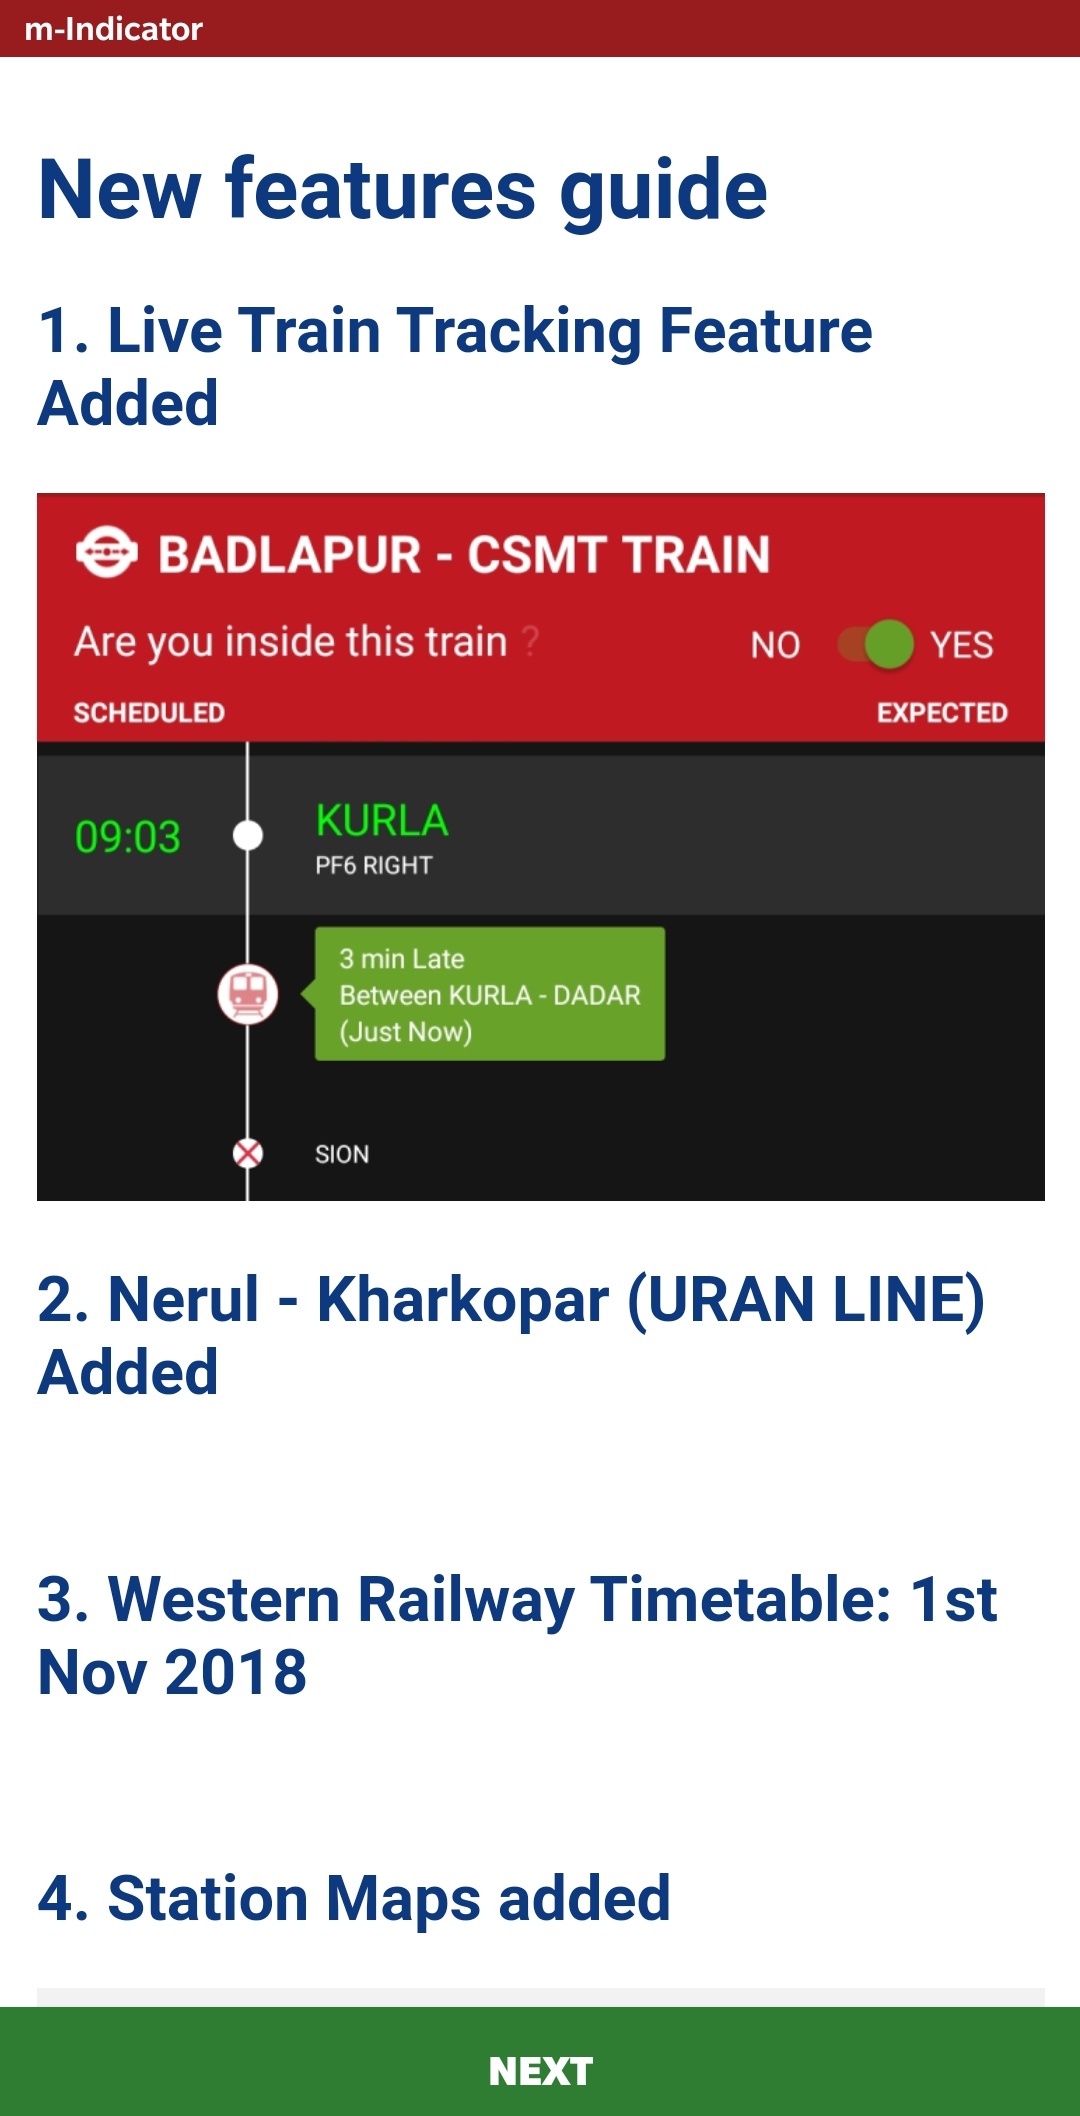 m-Indicator
New features guide
1. Live Train Tracking Feature
Added
BADLAPUR - CSMT TRAIN
Are you inside this train ?
NO YES
SCHEDULED EXPECTED
09:03 KURLA
PF6 RIGHT
3 min Late
Between KURLA - DADAR
(Just Now)
SION
2. Nerul - Kharkopar (URAN LINE)
Added
3. Western Railway Timetable: 1st
Nov 2018
4. Station Maps added
NEXT